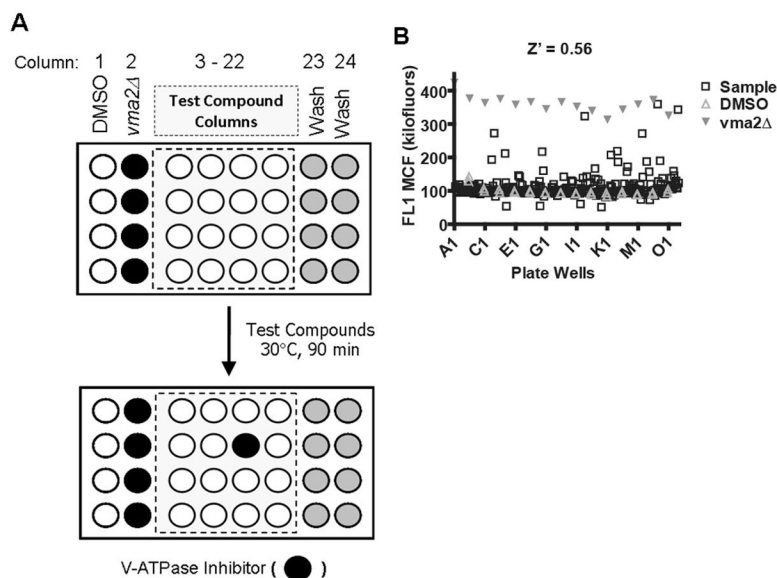 A
Column: 1 2 3 - 22 23 24
DMSO
vma2Δ
Test Compound
Columns
Wash
Wash
Test Compounds
30°C, 90 min
V-ATPase Inhibitor ( )
B
Z' = 0.56
FL1 MCF (kilofluors)
400
300
200
100
0
A1 C1 E1 G1 I1 K1 M1 O1
Plate Wells
Sample
DMSO
vma2Δ